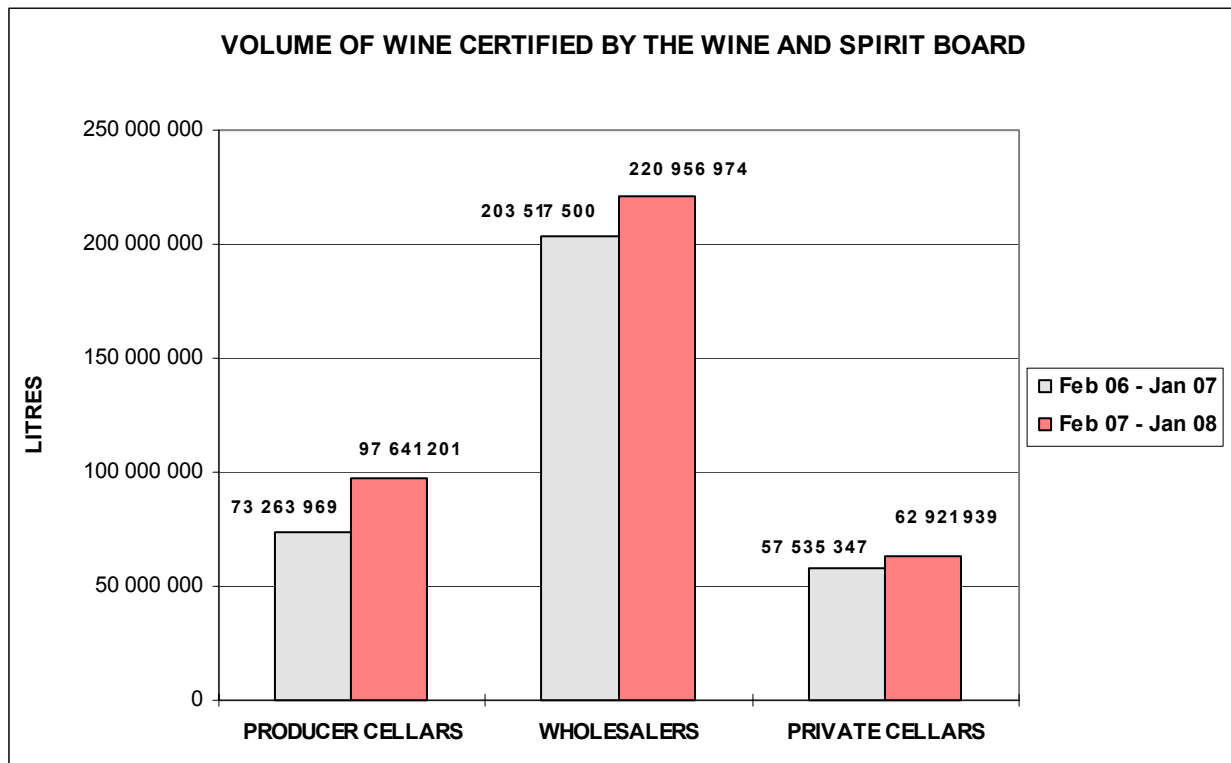 VOLUME OF WINE CERTIFIED BY THE WINE AND SPIRIT BOARD
250 000 000
200 000 000
150 000 000
100 000 000
50 000 000
0
LITRES
73 263 969
97 641 201
203 517 500
220 956 974
57 535 347
62 921 939
PRODUCER CELLARS
WHOLESALERS
PRIVATE CELLARS
Feb 06 - Jan 07
Feb 07 - Jan 08